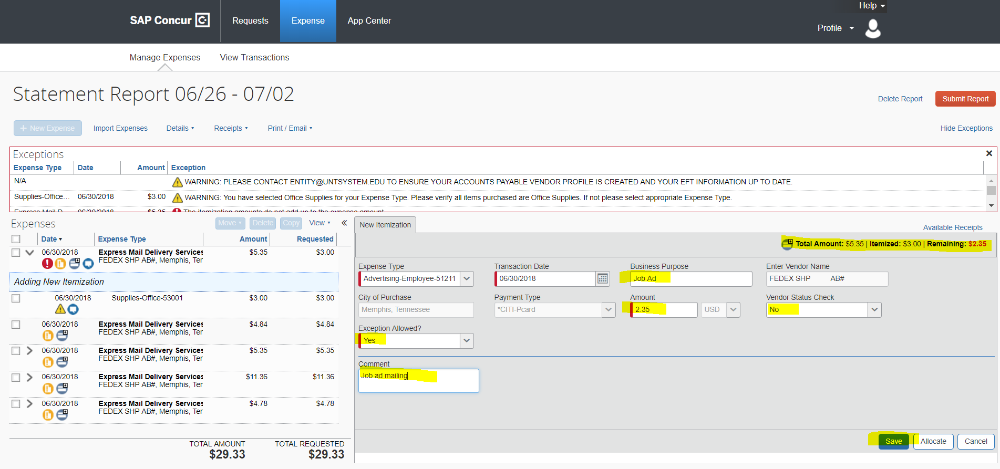 Help
SAP Concur C.
Requests
Expense
App Center
Profile
Manage Expenses
View Transactions
Statement Report 06/26 - 07/02
Delete Report
Submit Report
+ New Expense
Import Expenses
Details
Receipts
Print / Email
Hide Exceptions
Exceptions
Expense Type Date Amount Exception
N/A WARNING: PLEASE CONTACT ENTITY@UNTSYSTEM.EDU TO ENSURE YOUR ACCOUNTS PAYABLE VENDOR PROFILE IS CREATED AND YOUR EFT INFORMATION UP TO DATE.
Supplies-Office... 06/30/2018 $3.00 WARNING: You have selected Office Supplies for your Expense Type. Please verify all items purchased are Office Supplies. If not please select appropriate Expense Type.
Express Mail D... 06/30/2018 $5.35 The itemization amounts do not add up to the expense amount.
Expenses
Move
Delete
Copy
View
Date Expense Type Amount Requested
06/30/2018 Express Mail Delivery Services $5.35 $3.00
FEDEX SHP AB#, Memphis, Ter
Adding New Itemization
06/30/2018 Supplies-Office-53001 $3.00 $3.00
06/30/2018 Express Mail Delivery Services $4.84 $4.84
FEDEX SHP AB#, Memphis, Ter
06/30/2018 Express Mail Delivery Services $5.35 $5.35
FEDEX SHP AB#, Memphis, Ter
06/30/2018 Express Mail Delivery Services $11.36 $11.36
FEDEX SHP AB#, Memphis, Ter
06/30/2018 Express Mail Delivery Services $4.78 $4.78
FEDEX SHP AB#, Memphis, Ter
TOTAL AMOUNT TOTAL REQUESTED
$29.33 $29.33
New Itemization
Available Receipts
Total Amount: $5.35 | Itemized: $3.00 | Remaining: $2.35
Expense Type Transaction Date Business Purpose Enter Vendor Name
Advertising-Employee-51211 06/30/2018 Job Ad FEDEX SHP AB#
City of Purchase Payment Type Amount Vendor Status Check
Memphis, Tennessee *CITI-Pcard 2.35 USD No
Exception Allowed?
Yes
Comment
Job ad mailing
Save
Allocate
Cancel